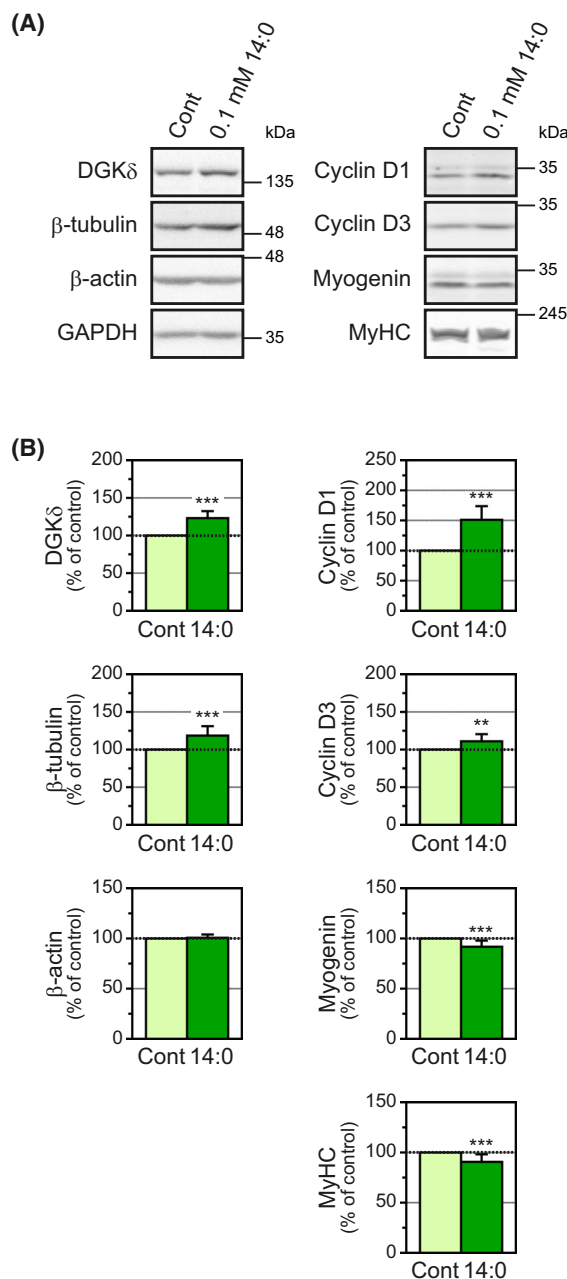 (A)
Cont
0.1 mM 14:0
kDa
DGKδ
135
β-tubulin
48
48
β-actin
GAPDH
35
Cont
0.1 mM 14:0
kDa
Cyclin D1
35
35
Cyclin D3
Myogenin
35
245
MyHC
(B)
DGKδ
(% of control)
200
150
100
50
0
***
Cont 14:0
Cyclin D1
(% of control)
250
200
150
100
50
0
***
Cont 14:0
β-tubulin
(% of control)
200
150
100
50
0
***
Cont 14:0
Cyclin D3
(% of control)
200
150
100
50
0
**
Cont 14:0
β-actin
(% of control)
150
100
50
0
Cont 14:0
Myogenin
(% of control)
150
100
50
0
***
Cont 14:0
MyHC
(% of control)
150
100
50
0
***
Cont 14:0